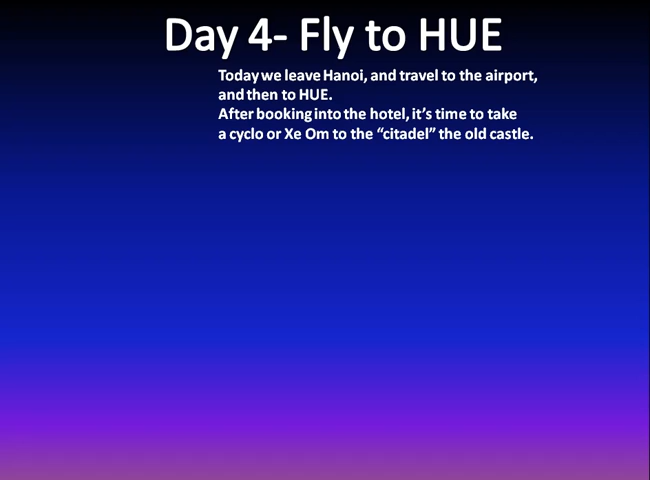 Day 4- Fly to HUE
Today we leave Hanoi, and travel to the airport,
and then to HUE.
After booking into the hotel, it’s time to take
a cyclo or Xe Om to the “citadel” the old castle.